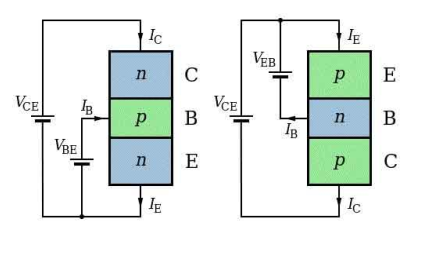 I_C
I_E
V_EB
n C
p E
V_CE
I_B
p B
V_CE
n B
V_BE
I_B
n E
p C
I_E
I_C